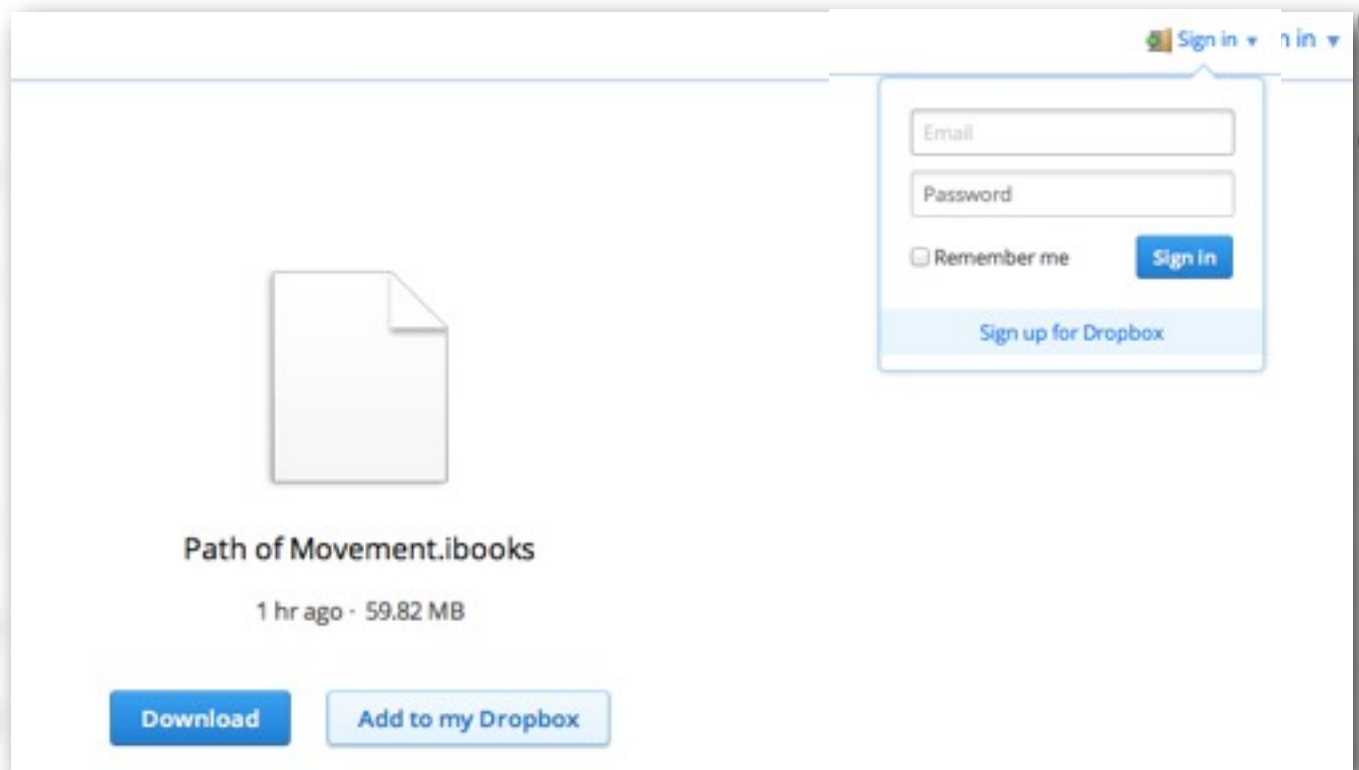 Sign in ▾ n in ▾
Email
Password
Remember me Sign in
Sign up for Dropbox
Path of Movement.ibooks
1 hr ago · 59.82 MB
Download Add to my Dropbox